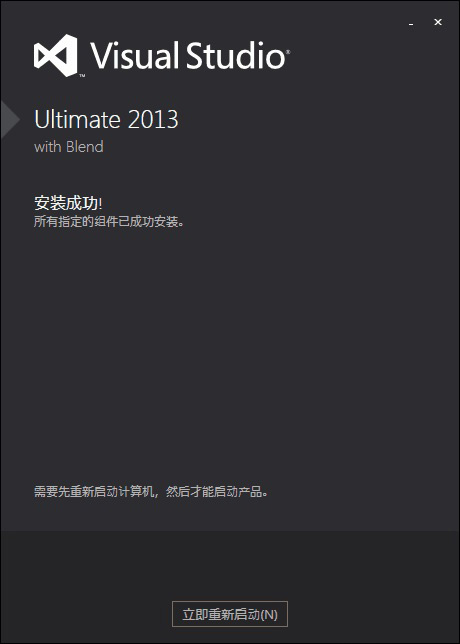 Visual Studio®
™
Ultimate 2013
with Blend
安装成功!
所有指定的组件已成功安装。
需要先重新启动计算机，然后才能启动产品。
立即重新启动(N)